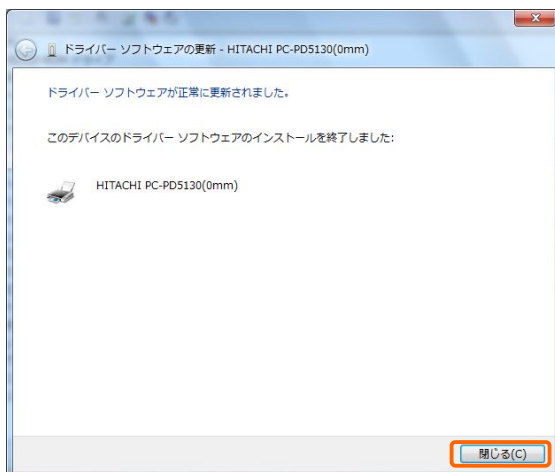 ドライバー ソフトウェアの更新 - HITACHI PC-PD5130(0mm)
ドライバー ソフトウェアが正常に更新されました。
このデバイスのドライバー ソフトウェアのインストールを終了しました:
HITACHI PC-PD5130(0mm)
閉じる(C)